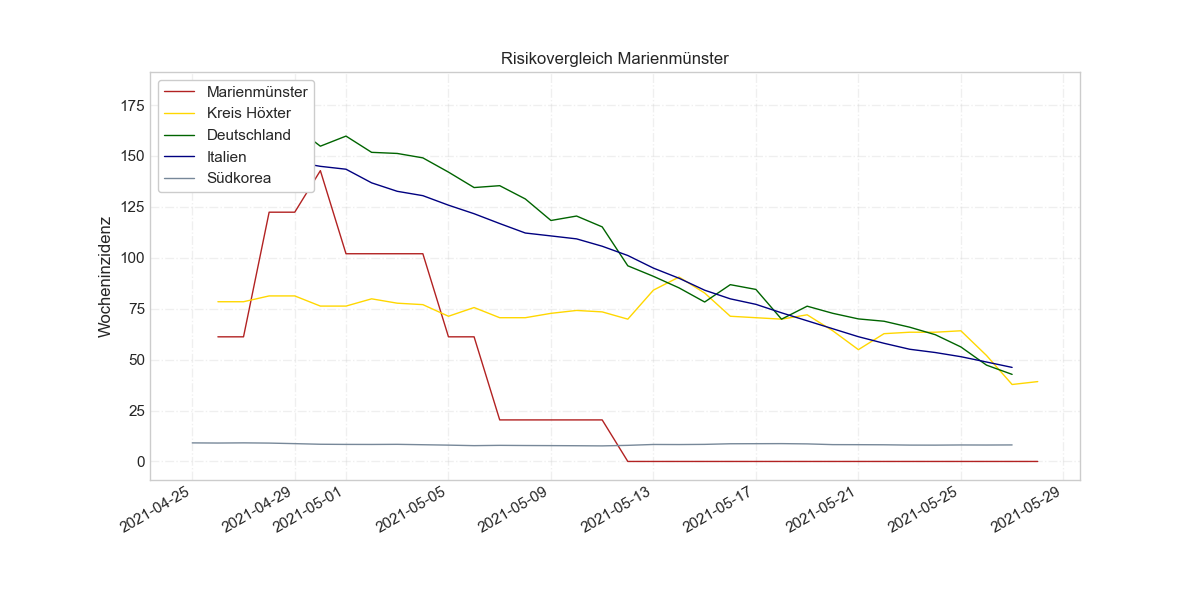 Risikovergleich Marienmünster
Marienmünster
Kreis Höxter
Deutschland
Italien
Südkorea
Wocheninzidenz
175
150
125
100
75
50
25
0
2021-04-25
2021-04-29
2021-05-01
2021-05-05
2021-05-09
2021-05-13
2021-05-17
2021-05-21
2021-05-25
2021-05-29